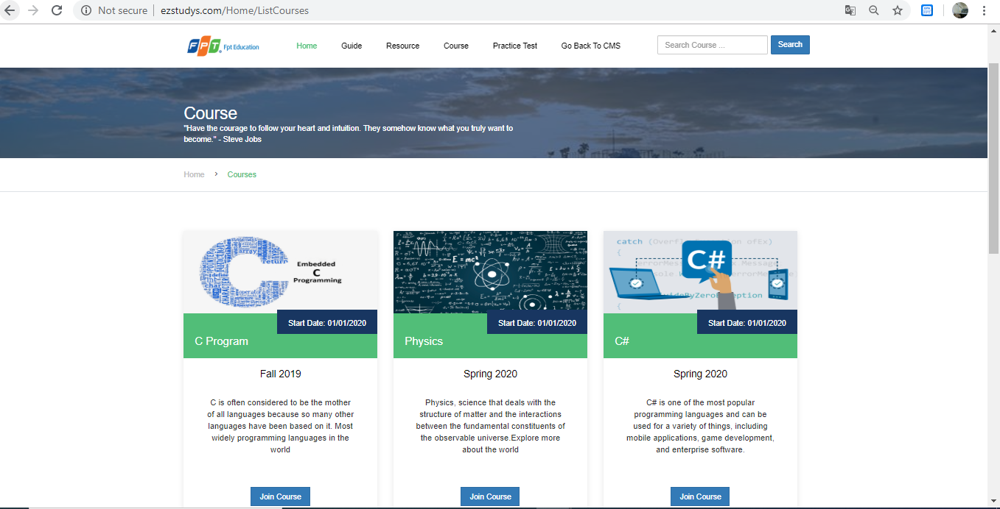 Not secure
ezstudys.com/Home/ListCourses
FPT. Fpt Education
Home
Guide
Resource
Course
Practice Test
Go Back To CMS
Search Course ...
Search
Course
"Have the courage to follow your heart and intuition. They somehow know what you truly want to
become." - Steve Jobs
Home
Courses
Embedded
C
Programming
Start Date: 01/01/2020
C Program
Fall 2019
C is often considered to be the mother
of all languages because so many other
languages have been based on it. Most
widely programming languages in the
world
Join Course
E = mc²
Start Date: 01/01/2020
Physics
Spring 2020
Physics, science that deals with the
structure of matter and the interactions
between the fundamental constituents of
the observable universe.Explore more
about the world
Join Course
catch
C#
Start Date: 01/01/2020
C#
Spring 2020
C# is one of the most popular
programming languages and can be
used for a variety of things, including
mobile applications, game development,
and enterprise software.
Join Course